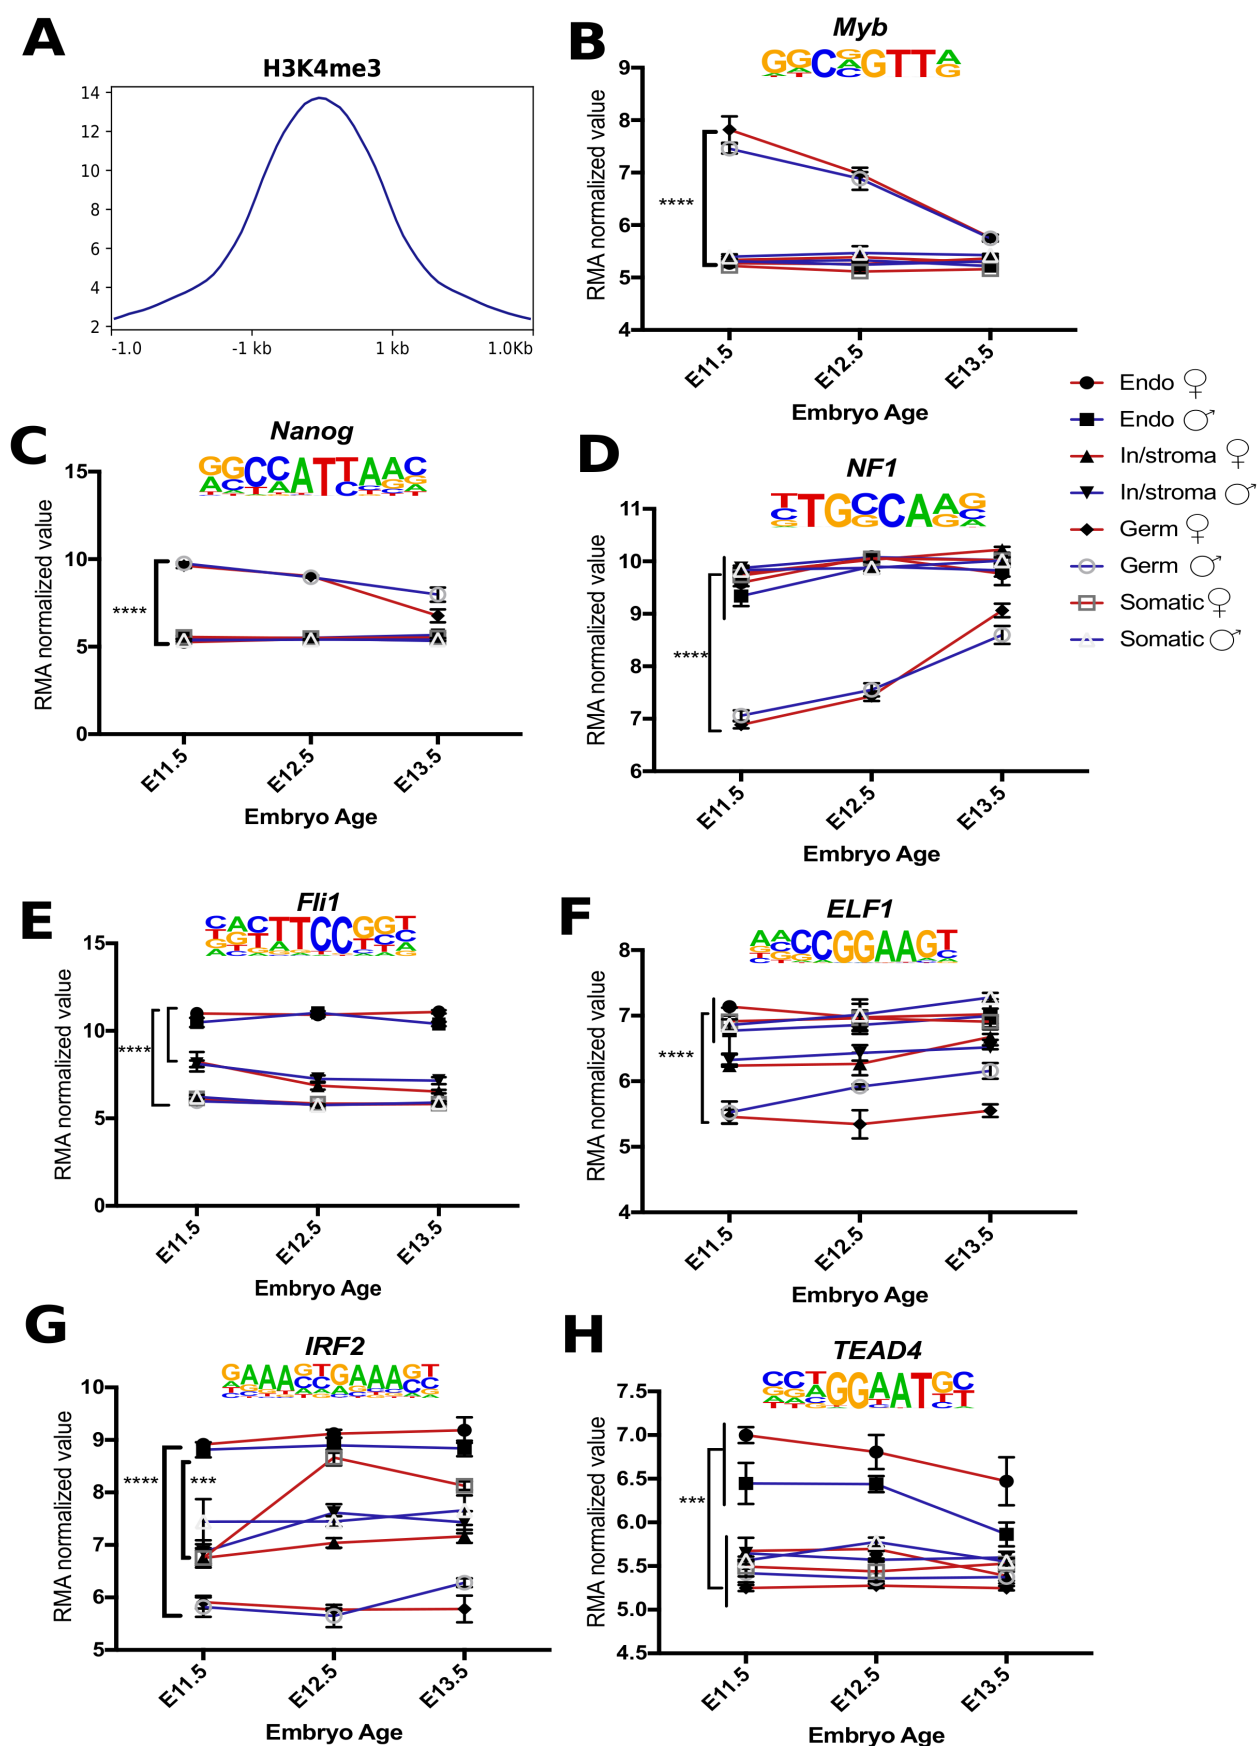 A
H3K4me3
14
12
10
8
6
4
2
-1.0
-1 kb
1 kb
1.0Kb
B
Myb
RMA normalized value
9
8
7
6
5
4
****
E11.5
E12.5
E13.5
Embryo Age
Endo ♀
Endo ♂
In/stroma ♀
In/stroma ♂
Germ ♀
Germ ♂
Somatic ♀
Somatic ♂
C
Nanog
RMA normalized value
15
10
5
0
****
E11.5
E12.5
E13.5
Embryo Age
D
NF1
RMA normalized value
11
10
9
8
7
6
****
E11.5
E12.5
E13.5
Embryo Age
E
Fli1
RMA normalized value
15
10
5
0
****
E11.5
E12.5
E13.5
Embryo Age
F
ELF1
RMA normalized value
8
7
6
5
4
****
E11.5
E12.5
E13.5
Embryo Age
G
IRF2
RMA normalized value
10
9
8
7
6
5
****
***
E11.5
E12.5
E13.5
Embryo Age
H
TEAD4
RMA normalized value
7.5
7.0
6.5
6.0
5.5
5.0
4.5
***
E11.5
E12.5
E13.5
Embryo Age